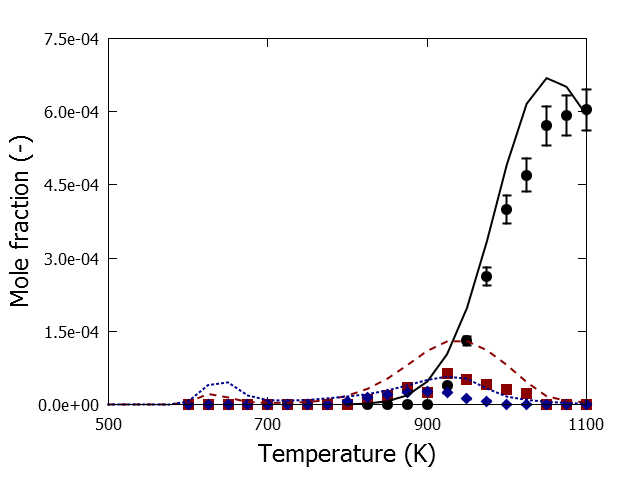 7.5e-04
6.0e-04
4.5e-04
3.0e-04
1.5e-04
0.0e+00
Mole fraction (-)
500 700 900 1100
Temperature (K)